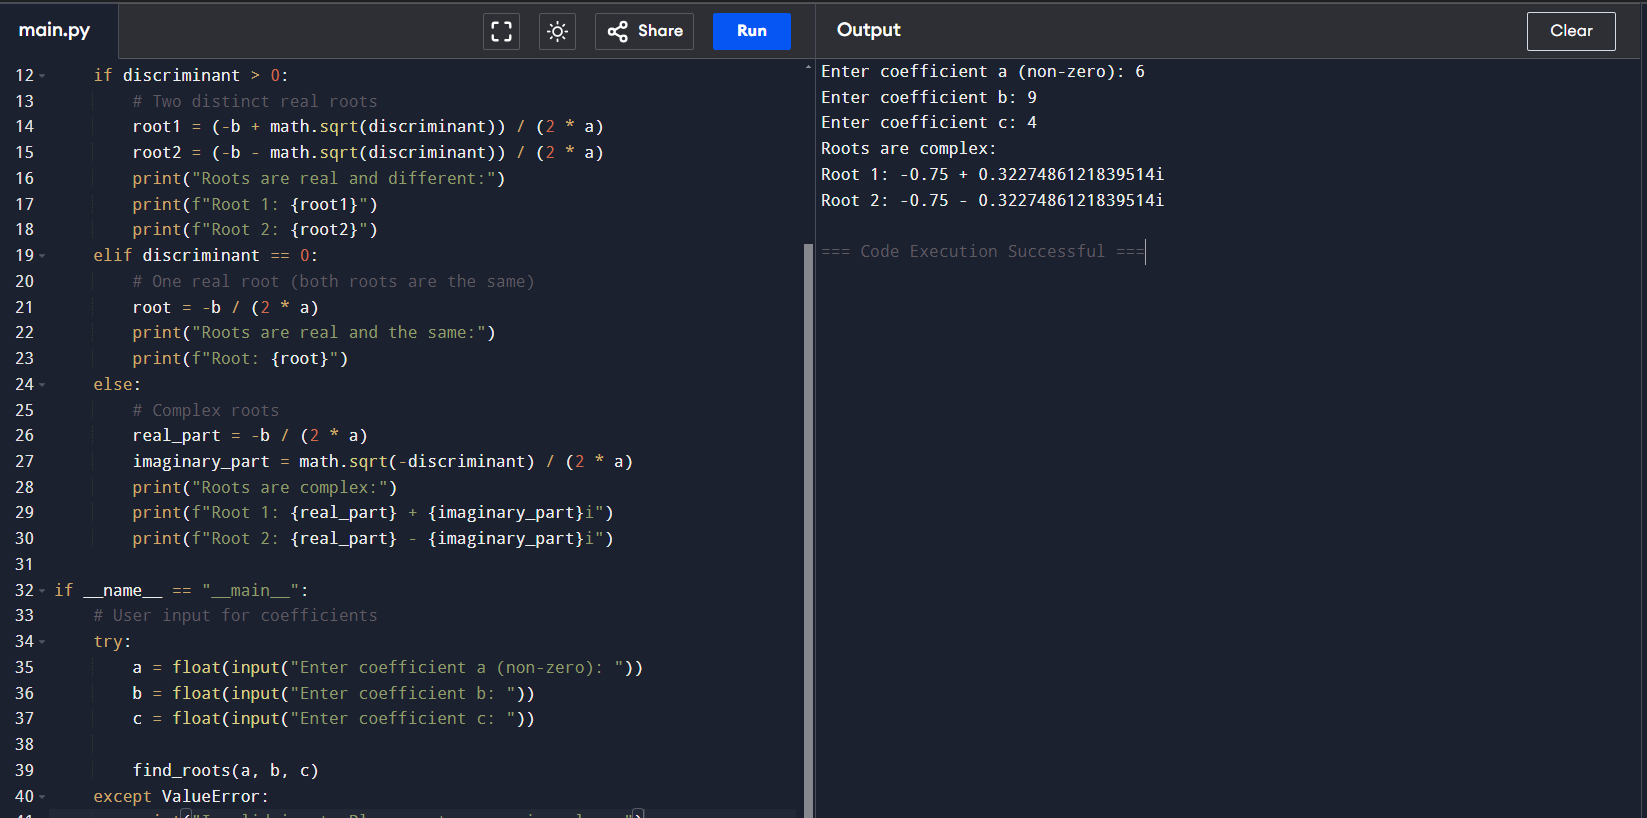 main.py
Share
Run
Output
Clear
12 if discriminant > 0:
13 # Two distinct real roots
14 root1 = (-b + math.sqrt(discriminant)) / (2 * a)
15 root2 = (-b - math.sqrt(discriminant)) / (2 * a)
16 print("Roots are real and different:")
17 print(f"Root 1: {root1}")
18 print(f"Root 2: {root2}")
19 elif discriminant == 0:
20 # One real root (both roots are the same)
21 root = -b / (2 * a)
22 print("Roots are real and the same:")
23 print(f"Root: {root}")
24 else:
25 # Complex roots
26 real_part = -b / (2 * a)
27 imaginary_part = math.sqrt(-discriminant) / (2 * a)
28 print("Roots are complex:")
29 print(f"Root 1: {real_part} + {imaginary_part}i")
30 print(f"Root 2: {real_part} - {imaginary_part}i")
31
32 if __name__ == "__main__":
33 # User input for coefficients
34 try:
35 a = float(input("Enter coefficient a (non-zero): "))
36 b = float(input("Enter coefficient b: "))
37 c = float(input("Enter coefficient c: "))
38
39 find_roots(a, b, c)
40 except ValueError:
Enter coefficient a (non-zero): 6
Enter coefficient b: 9
Enter coefficient c: 4
Roots are complex:
Root 1: -0.75 + 0.3227486121839514i
Root 2: -0.75 - 0.3227486121839514i
=== Code Execution Successful ===